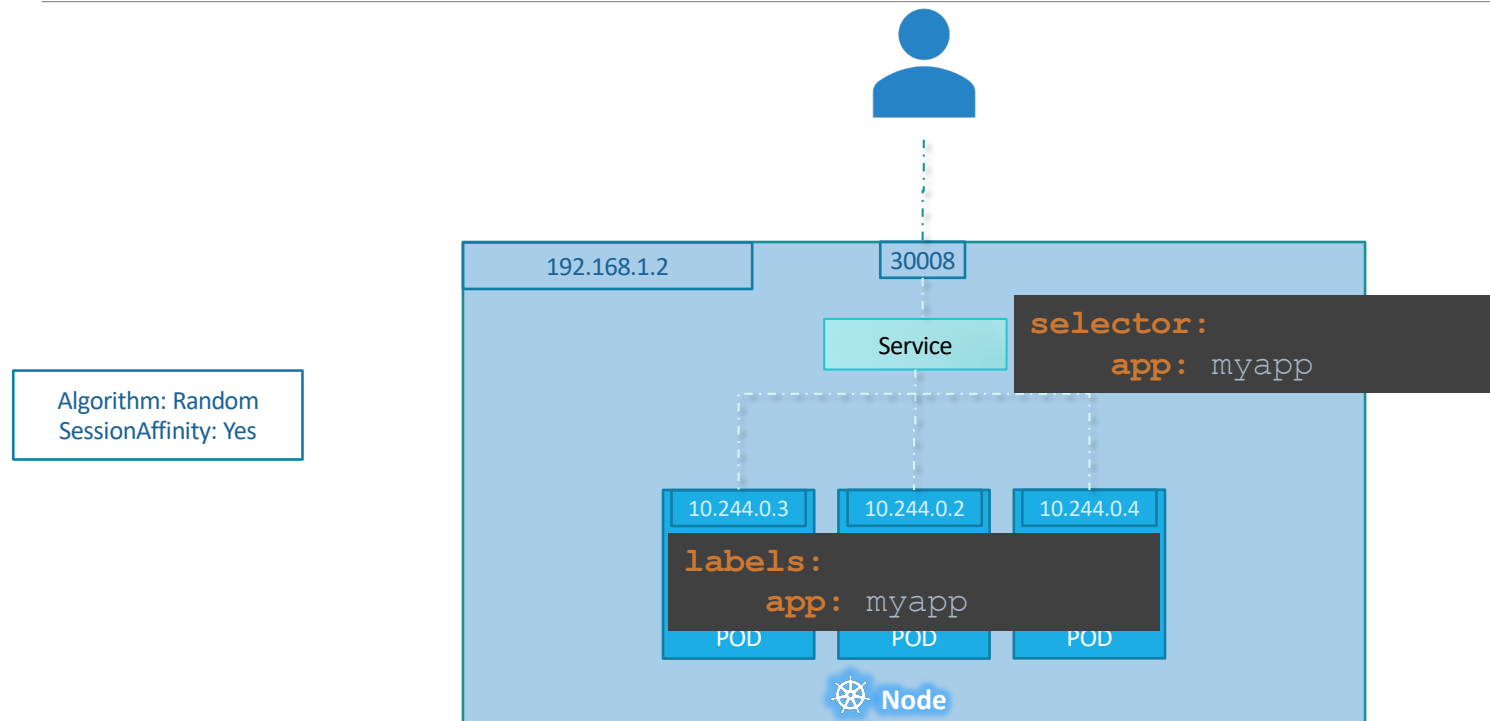 192.168.1.2
30008
Service
selector:
app: myapp
Algorithm: Random
SessionAffinity: Yes
10.244.0.3
10.244.0.2
10.244.0.4
labels:
app: myapp
POD
POD
POD
Node